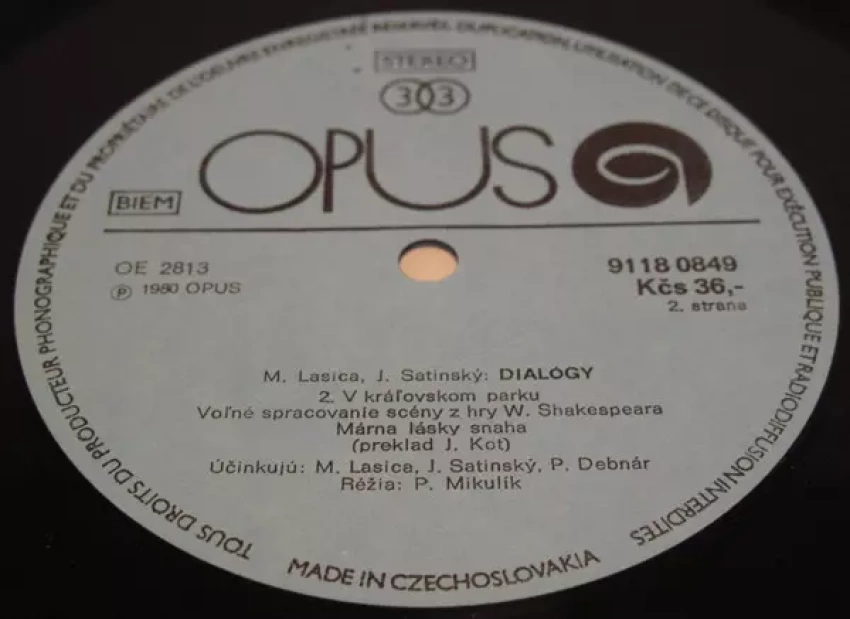 TOUS DROITS DU PRODUCTEUR PHONOGRAPHIQUE ET DU PROPRIÉTAIRE DE L'OEUVRE ENREGISTRÉE RÉSERVÉS. DUPLICATION, UTILISATION DE CE DISQUE POUR EXÉCUTION PUBLIQUE ET RADIODIFFUSION INTERDITES
STEREO
33
OPUS
BIEM
OE 2813
Ⓟ 1980 OPUS
9118 0849
Kčs 36,-
2. strana
M. Lasica, J. Satinský: DIALÓGY
2. V kráľovskom parku
Voľné spracovanie scény z hry W. Shakespeara
Márna lásky snaha
(preklad J. Kot)
Účinkujú: M. Lasica, J. Satinský, P. Debnár
Réžia: P. Mikulík
MADE IN CZECHOSLOVAKIA